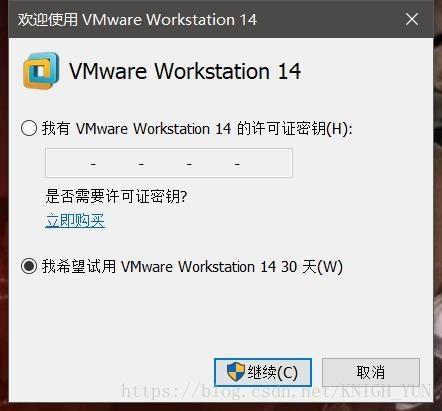 欢迎使用 VMware Workstation 14
VMware Workstation 14
我有 VMware Workstation 14 的许可证密钥(H):
- - - -
是否需要许可证密钥?
立即购买
我希望试用 VMware Workstation 14 30 天(W)
继续(C) 取消
https://blog.csdn.net/KNIGH_YUN